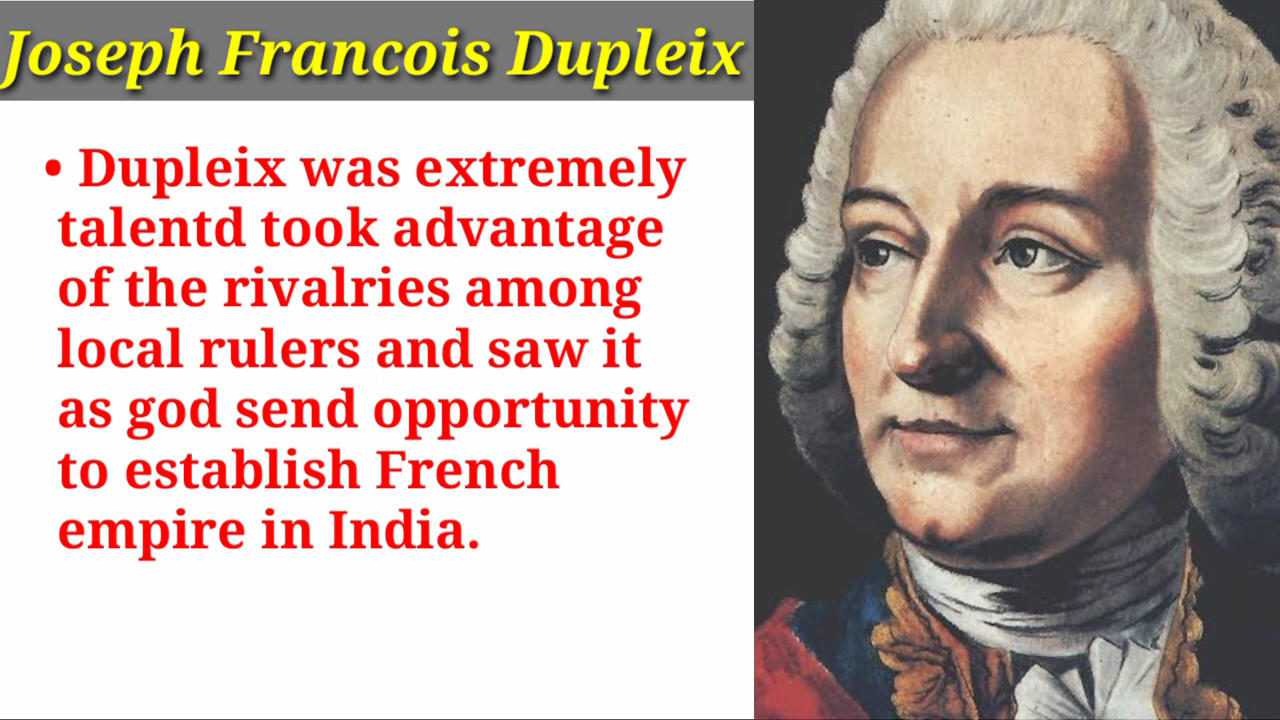 Joseph Francois Dupleix
• Dupleix was extremely
talentd took advantage
of the rivalries among
local rulers and saw it
as god send opportunity
to establish French
empire in India.